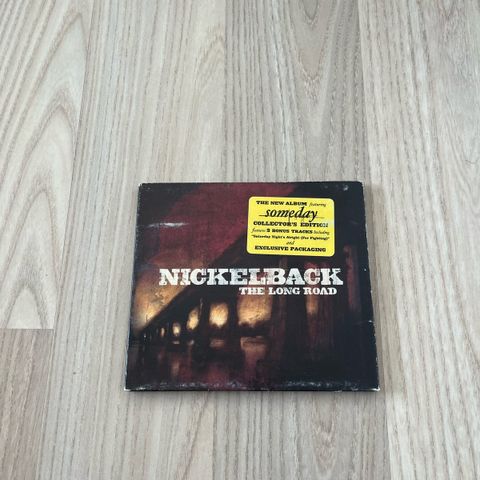 THE NEW ALBUM featuring
someday
COLLECTOR'S EDITION
features 2 BONUS TRACKS including
"Saturday Night's Alright (For Fighting)"
and
EXCLUSIVE PACKAGING
NICKELBACK
THE LONG ROAD